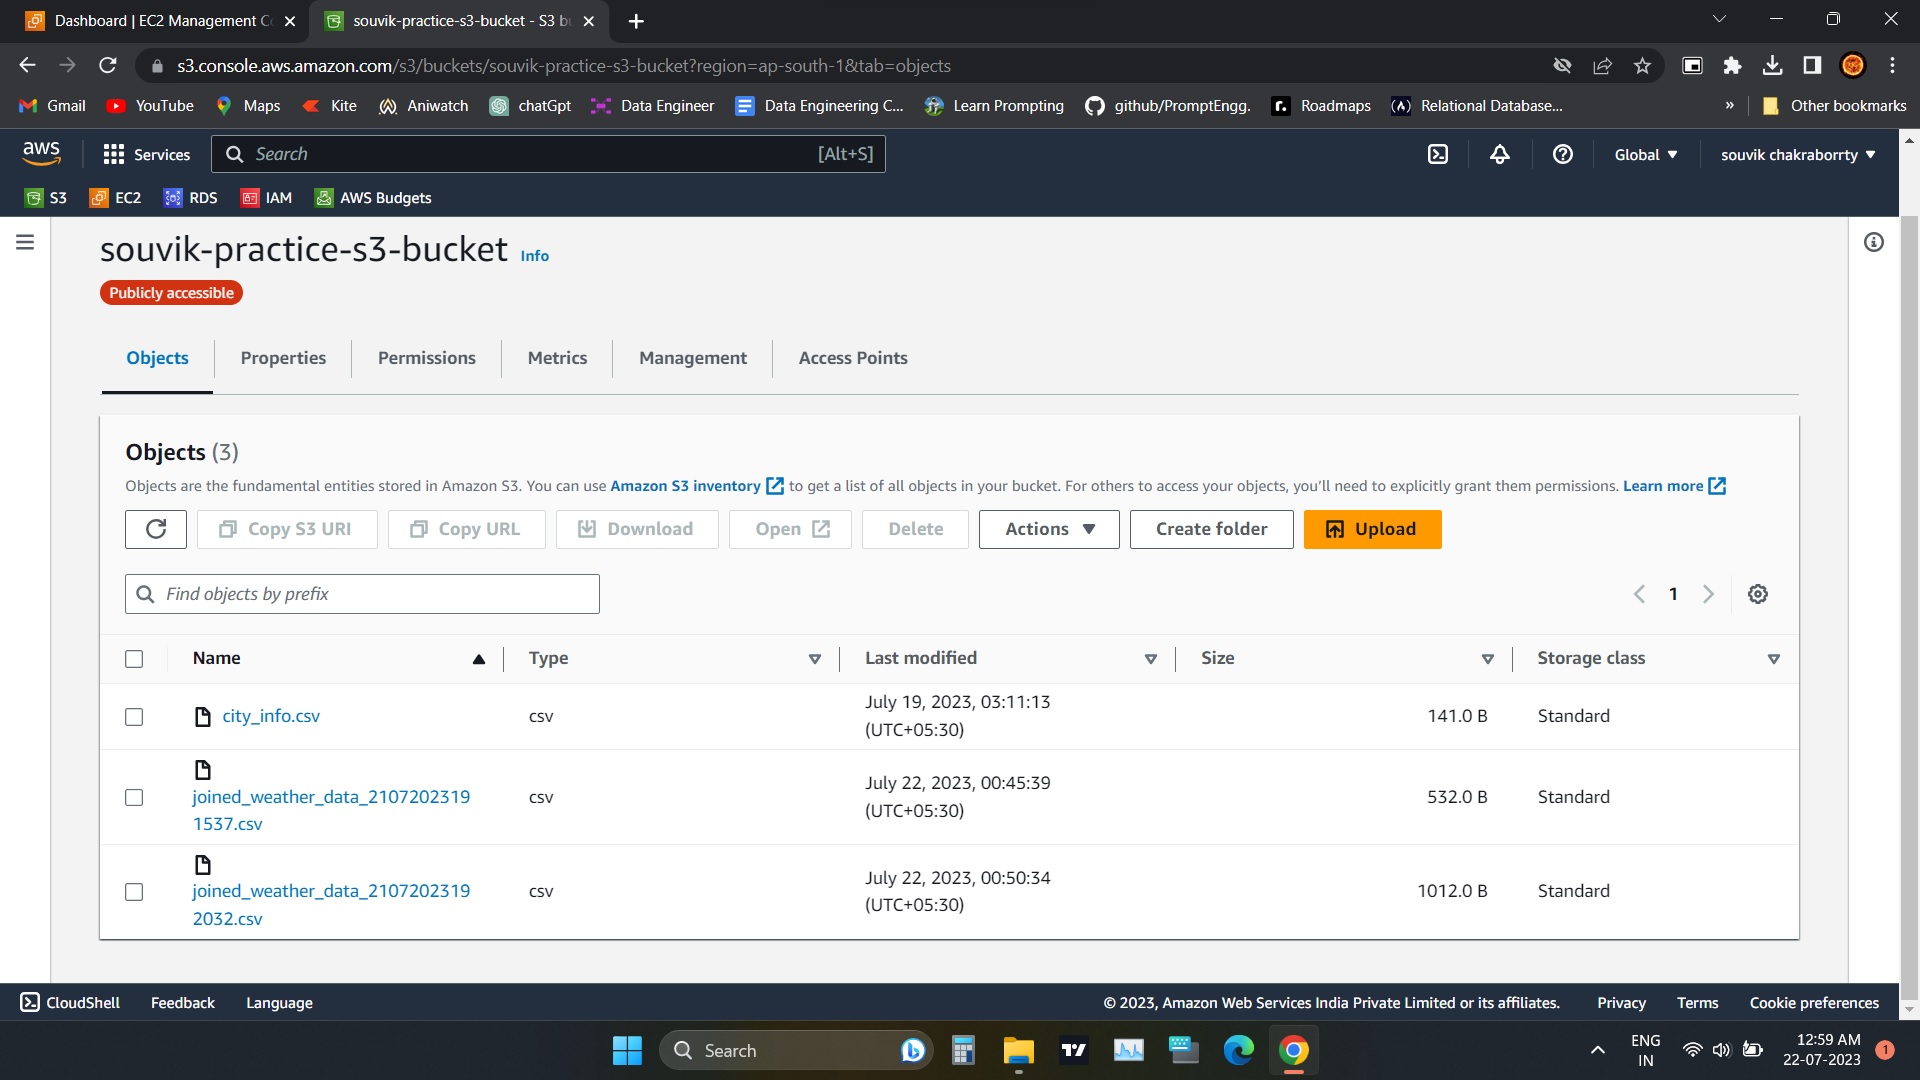 Dashboard | EC2 Management C
souvik-practice-s3-bucket - S3 b
s3.console.aws.amazon.com/s3/buckets/souvik-practice-s3-bucket?region=ap-south-1&tab=objects
Gmail YouTube Maps Kite Aniwatch chatGpt Data Engineer Data Engineering C... Learn Prompting github/PromptEngg. Roadmaps Relational Database... » Other bookmarks
aws Services Search [Alt+S] Global souvik chakraborrty
S3 EC2 RDS IAM AWS Budgets
souvik-practice-s3-bucket Info
Publicly accessible
Objects Properties Permissions Metrics Management Access Points
Objects (3)
Objects are the fundamental entities stored in Amazon S3. You can use Amazon S3 inventory to get a list of all objects in your bucket. For others to access your objects, you'll need to explicitly grant them permissions. Learn more
Copy S3 URI Copy URL Download Open Delete Actions Create folder Upload
Find objects by prefix 1
Name Type Last modified Size Storage class
city_info.csv csv July 19, 2023, 03:11:13 (UTC+05:30) 141.0 B Standard
joined_weather_data_2107202319
1537.csv
csv July 22, 2023, 00:45:39 (UTC+05:30) 532.0 B Standard
joined_weather_data_2107202319
2032.csv
csv July 22, 2023, 00:50:34 (UTC+05:30) 1012.0 B Standard
CloudShell Feedback Language © 2023, Amazon Web Services India Private Limited or its affiliates. Privacy Terms Cookie preferences
Search
ENG
IN
12:59 AM
22-07-2023
1